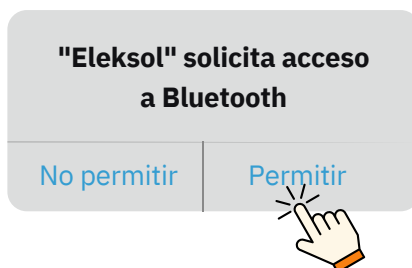 "Eleksol" solicita acceso
a Bluetooth
No permitir
Permitir